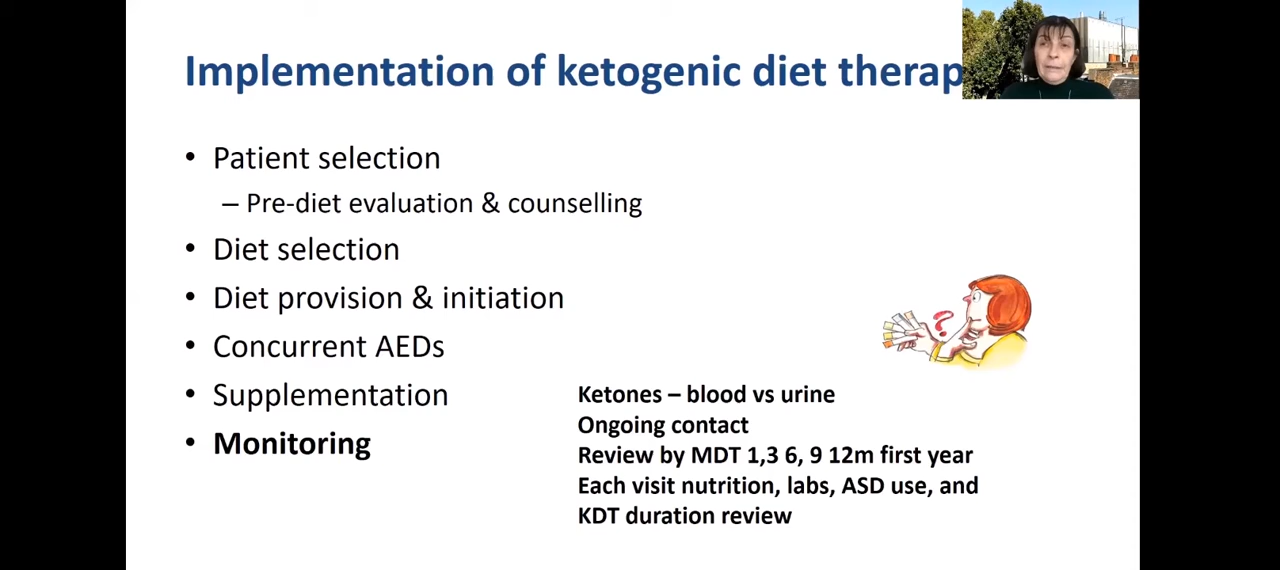 Implementation of ketogenic diet therap
• Patient selection
– Pre-diet evaluation & counselling
• Diet selection
• Diet provision & initiation
• Concurrent AEDs
• Supplementation
• Monitoring
Ketones – blood vs urine
Ongoing contact
Review by MDT 1,3 6, 9 12m first year
Each visit nutrition, labs, ASD use, and
KDT duration review